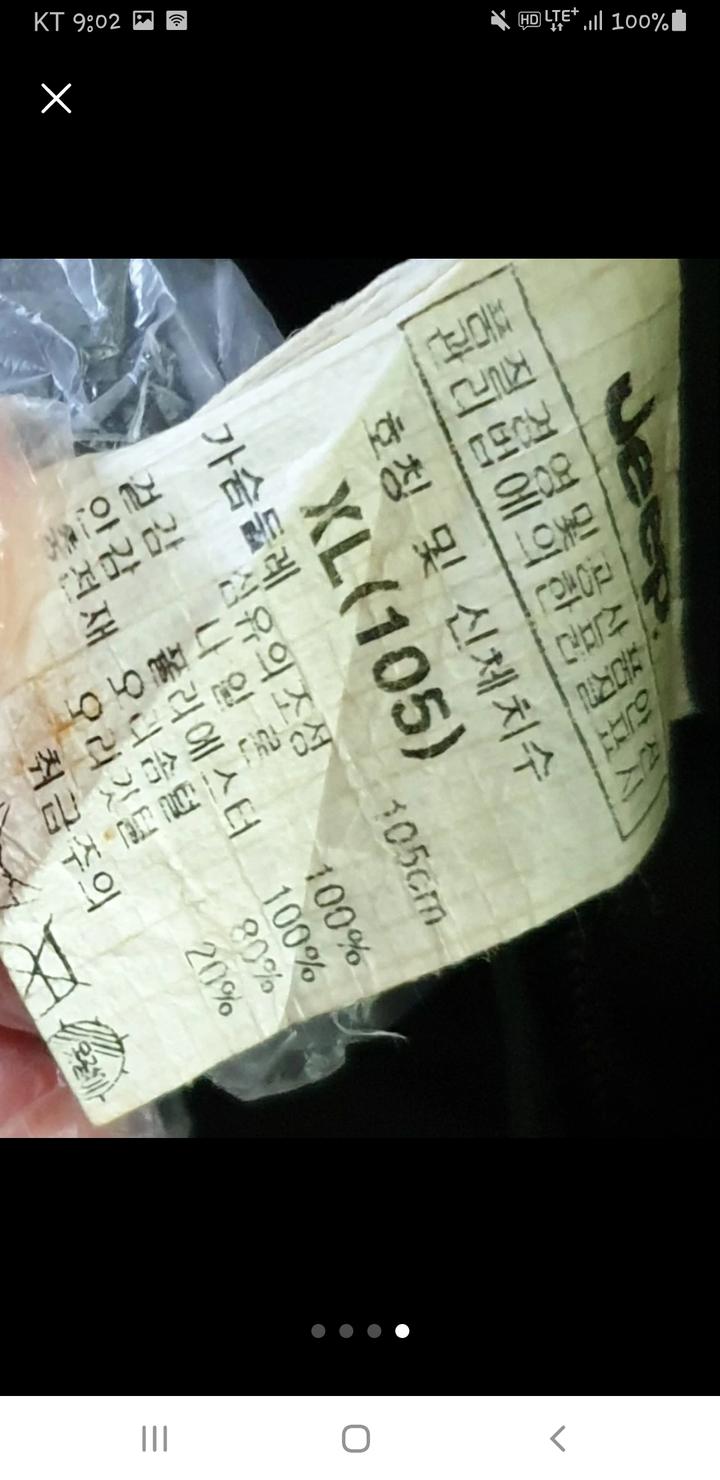 KT 9:02
HD LTE+ 100%
Jeep.
품질경영및 공산품안전
관리법에 의한 품질표시
호칭 및 신체치수
XL(105)
가슴둘레 105cm
섬유의조성
겉감 나일론 100%
안감 폴리에스터 100%
충전재 오리솜털 80%
오리깃털 20%
취급주의